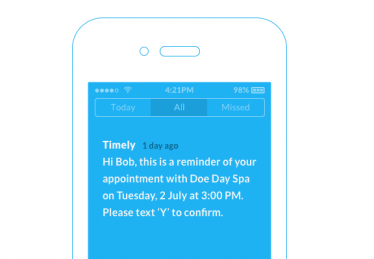 4:21PM 98%
Today All Missed
Timely 1 day ago
Hi Bob, this is a reminder of your
appointment with Doe Day Spa
on Tuesday, 2 July at 3:00 PM.
Please text 'Y' to confirm.